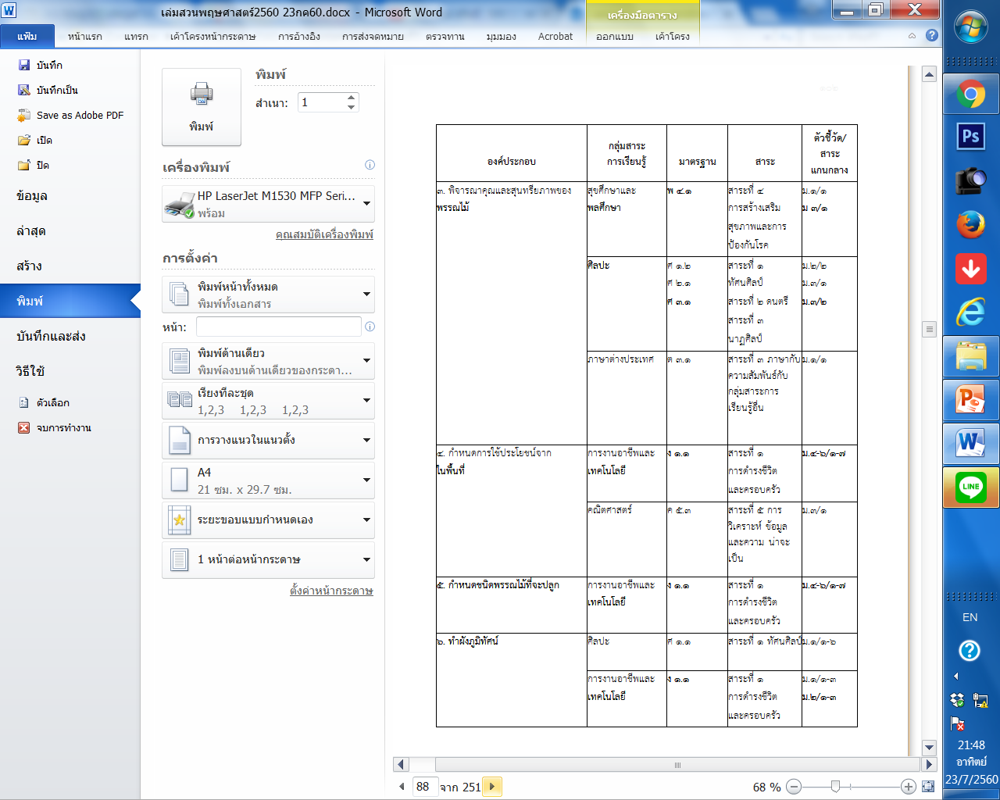 เล่มสวนพฤษศาสตร์2560 23กค60.docx - Microsoft Word
เครื่องมือตาราง
แฟ้ม หน้าแรก แทรก เค้าโครงหน้ากระดาษ การอ้างอิง การส่งจดหมาย ตรวจทาน มุมมอง Acrobat ออกแบบ เค้าโครง
บันทึก
บันทึกเป็น
Save as Adobe PDF
เปิด
ปิด
ข้อมูล
ล่าสุด
สร้าง
พิมพ์
บันทึกและส่ง
วิธีใช้
ตัวเลือก
จบการทำงาน
พิมพ์
พิมพ์
สำเนา: 1
เครื่องพิมพ์
HP LaserJet M1530 MFP Seri...
พร้อม
คุณสมบัติเครื่องพิมพ์
การตั้งค่า
พิมพ์หน้าทั้งหมด
พิมพ์ทั้งเอกสาร
หน้า:
พิมพ์ด้านเดียว
พิมพ์ลงบนด้านเดียวของกระดา...
เรียงทีละชุด
1,2,3 1,2,3 1,2,3
การวางแนวในแนวตั้ง
A4
21 ซม. x 29.7 ซม.
ระยะขอบแบบกำหนดเอง
1 หน้าต่อหน้ากระดาษ
ตั้งค่าหน้ากระดาษ
องค์ประกอบ
กลุ่มสาระ
การเรียนรู้
มาตรฐาน
สาระ
ตัวชี้วัด/
สาระ
แกนกลาง
๓. พิจารณาคุณและสุนทรียภาพของ
พรรณไม้
สุขศึกษาและ
พลศึกษา
พ ๔.๑
สาระที่ ๔
การสร้างเสริม
สุขภาพและการ
ป้องกันโรค
ม.๑/๑
ม ๓/๑
ศิลปะ
ศ ๑.๒
ศ ๒.๑
ศ ๓.๑
สาระที่ ๑
ทัศนศิลป์
สาระที่ ๒ ดนตรี
สาระที่ ๓
นาฏศิลป์
ม.๒/๒
ม.๓/๑
ม.๓/๒
ภาษาต่างประเทศ
ต ๓.๑
สาระที่ ๓ ภาษากับ
ความสัมพันธ์กับ
กลุ่มสาระการ
เรียนรู้อื่น
ม.๑/๑
๔. กำหนดการใช้ประโยชน์จาก
ในพื้นที่
การงานอาชีพและ
เทคโนโลยี
ง ๑.๑
สาระที่ ๑
การดำรงชีวิต
และครอบครัว
ม.๔-๖/๑-๗
คณิตศาสตร์
ค ๕.๓
สาระที่ ๕ การ
วิเคราะห์ ข้อมูล
และความ น่าจะ
เป็น
ม.๓/๑
๕. กำหนดชนิดพรรณไม้ที่จะปลูก
การงานอาชีพและ
เทคโนโลยี
ง ๑.๑
สาระที่ ๑
การดำรงชีวิต
และครอบครัว
ม.๔-๖/๑-๗
๖. ทำผังภูมิทัศน์
ศิลปะ
ศ ๑.๑
สาระที่ ๑ ทัศนศิลป์
ม.๑/๑-๖
การงานอาชีพและ
เทคโนโลยี
ง ๑.๑
สาระที่ ๑
การดำรงชีวิต
และครอบครัว
ม.๑/๑-๓
ม.๒/๑-๓
88 จาก 251
68 %
Ps
LINE
EN
21:48
อาทิตย์
23/7/2560